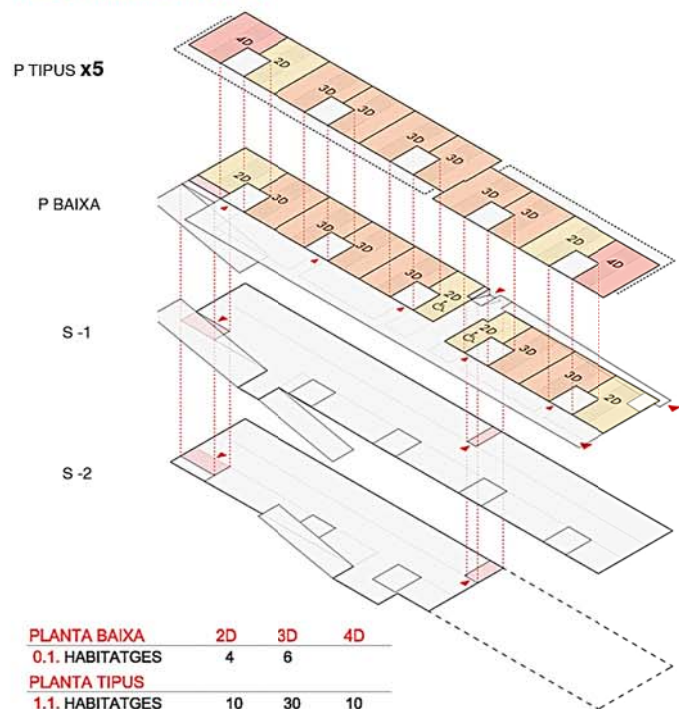 4D
2D
P TIPUS x5
3D
3D
3D
3D
3D
3D
2D
4D
2D
P BAIXA
3D
3D
3D
3D
2D
S -1
2D
3D
3D
2D
S -2
PLANTA BAIXA 2D 3D 4D
0.1. HABITATGES 4 6
PLANTA TIPUS
1.1. HABITATGES 10 30 10